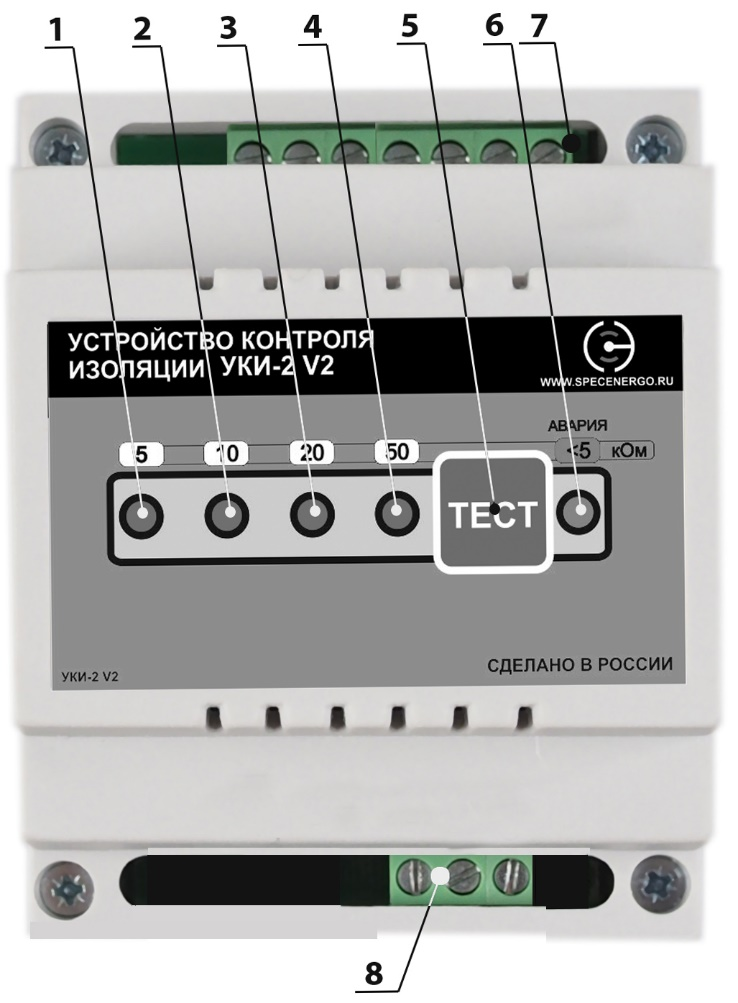 1 2 3 4 5 6 7
УСТРОЙСТВО КОНТРОЛЯ
ИЗОЛЯЦИИ УКИ-2 V2
WWW.SPECENERGO.RU
АВАРИЯ
5 10 20 50 <5 кОм
ТЕСТ
СДЕЛАНО В РОССИИ
УКИ-2 V2
8